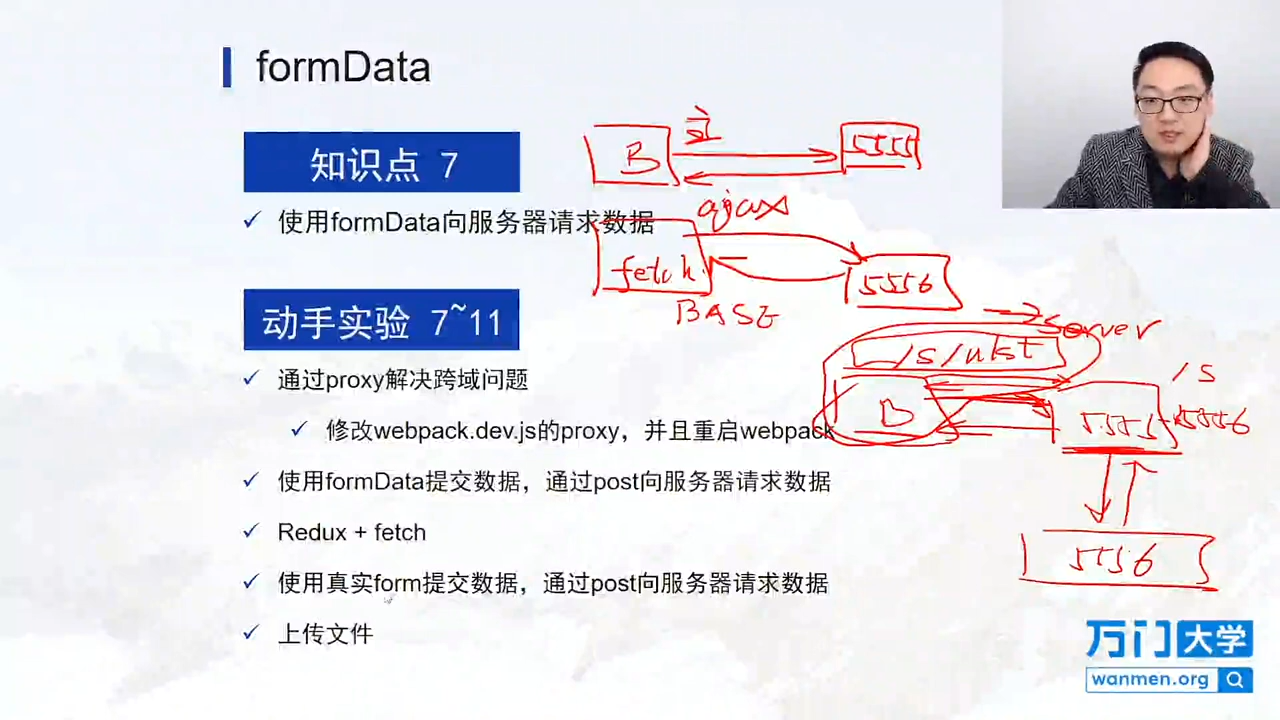 formData
知识点 7
使用formData向服务器请求数据
动手实验 7~11
通过proxy解决跨域问题
修改webpack.dev.js的proxy，并且重启webpack
使用formData提交数据，通过post向服务器请求数据
Redux + fetch
使用真实form提交数据，通过post向服务器请求数据
上传文件
B
5555
ajax
fetch
5556
BASE
server
/s
B
5555
5556
5556
万门大学
wanmen.org